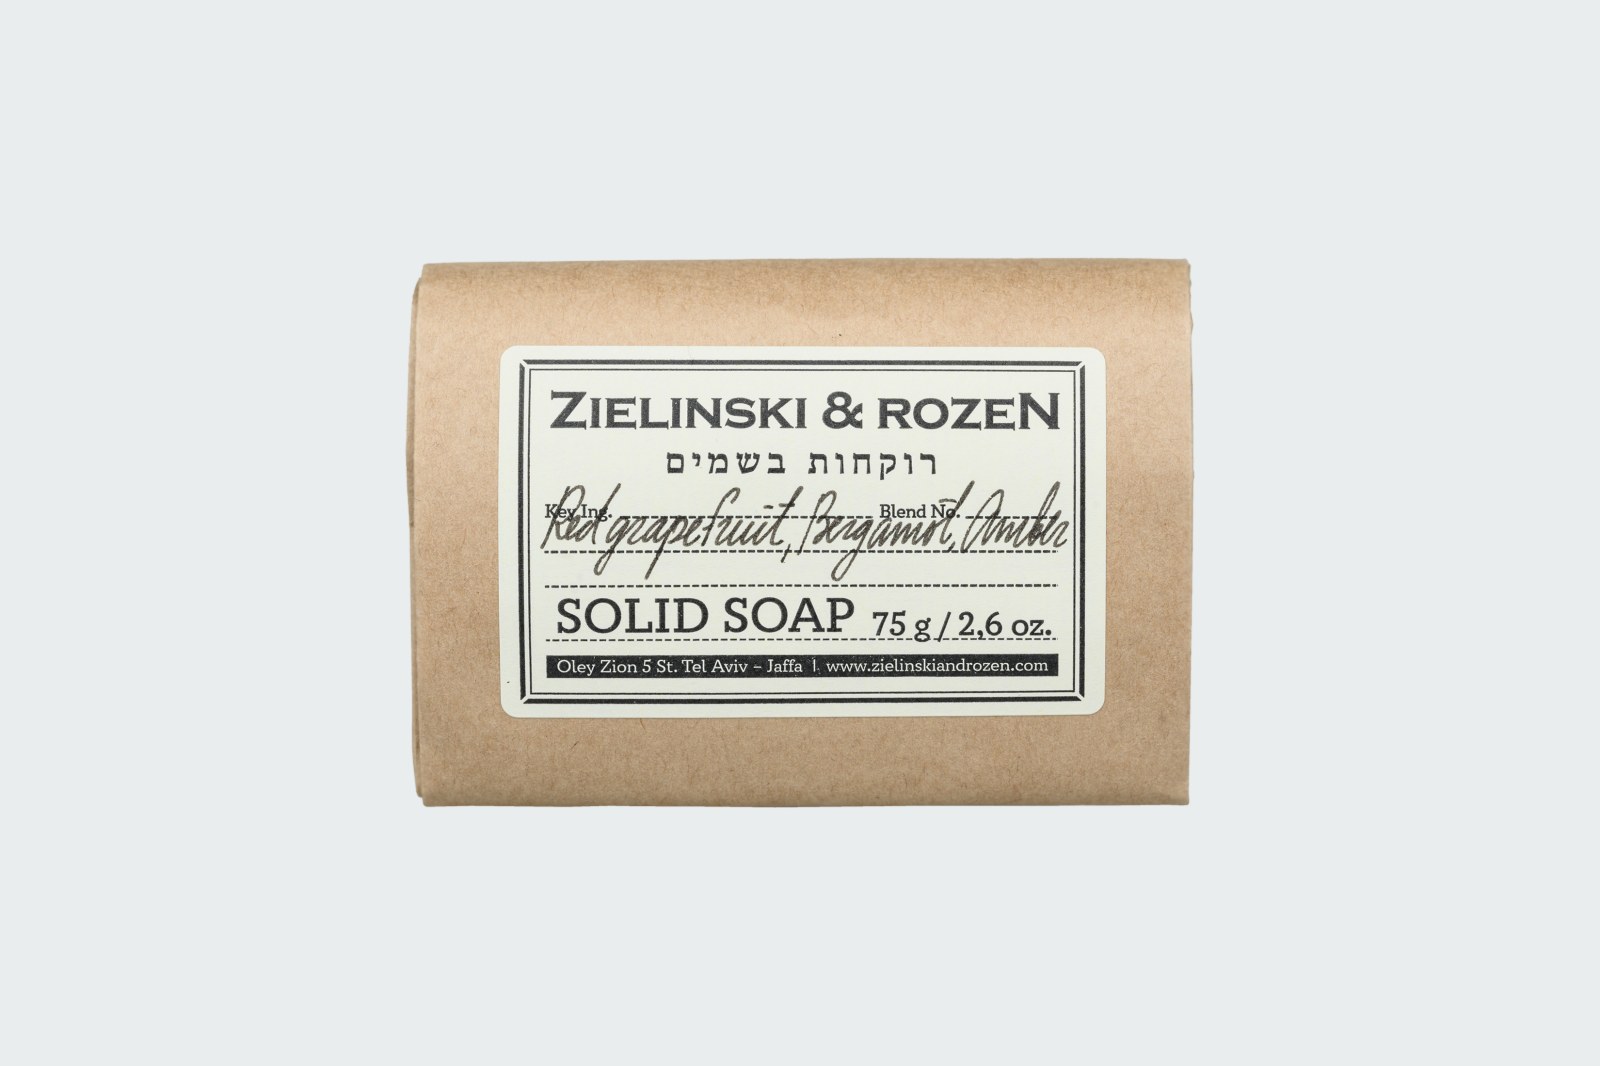 ZIELINSKI & ROZEN
רוקחות בשמים
Key Ing. Blend No.
Red grapefruit, Bergamot, Amber
SOLID SOAP 75 g / 2,6 oz.
Oley Zion 5 St. Tel Aviv – Jaffa | www.zielinskiandrozen.com